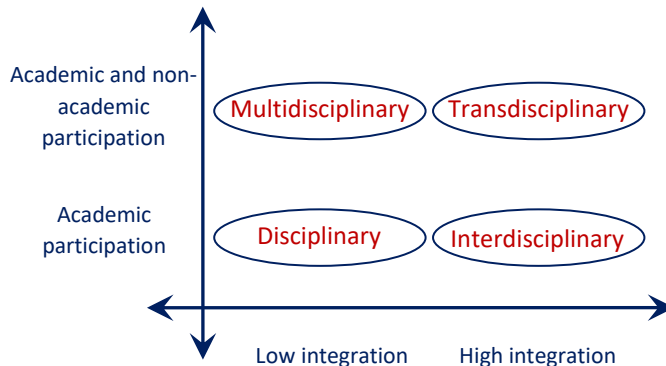 Academic and non-
academic
participation
Multidisciplinary
Transdisciplinary
Academic
participation
Disciplinary
Interdisciplinary
Low integration
High integration